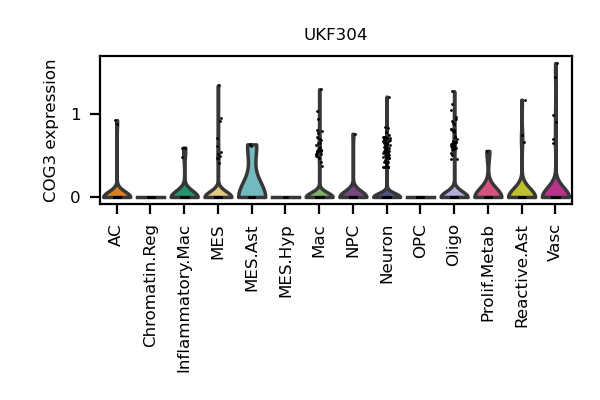 UKF304
COG3 expression
1
0
AC
Chromatin.Reg
Inflammatory.Mac
MES
MES.Ast
MES.Hyp
Mac
NPC
Neuron
OPC
Oligo
Prolif.Metab
Reactive.Ast
Vasc